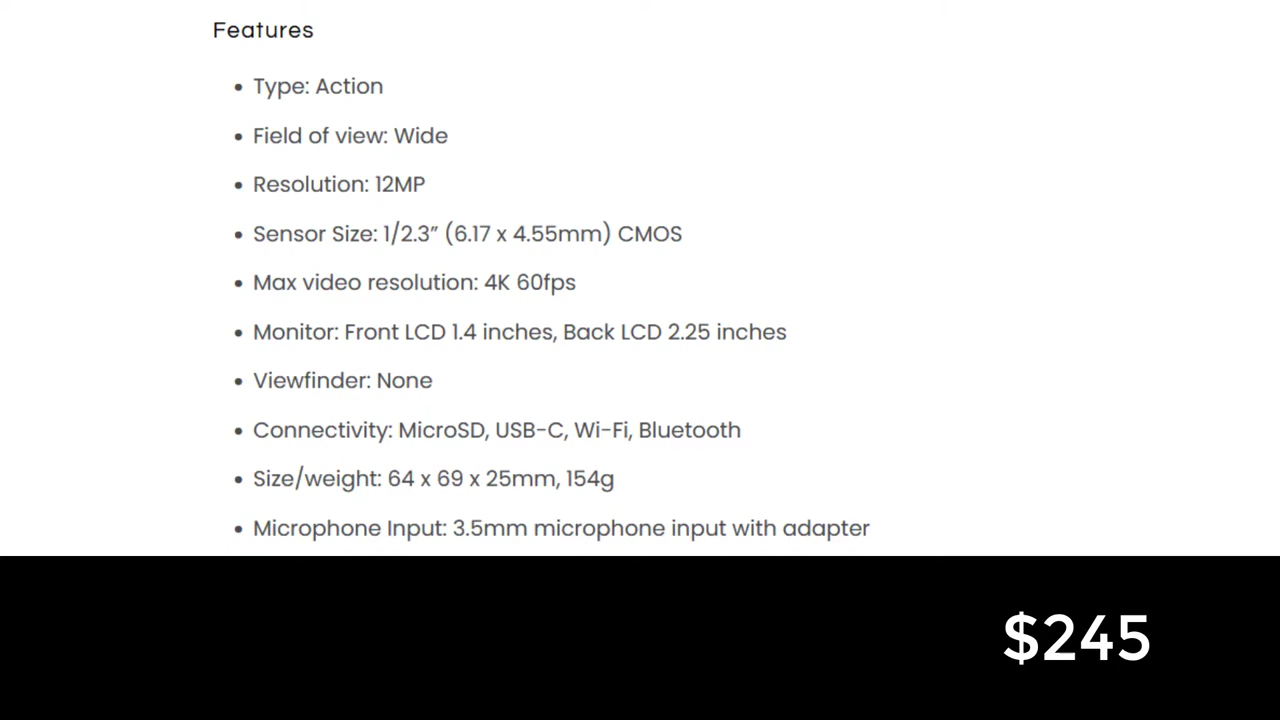 Features
• Type: Action
• Field of view: Wide
• Resolution: 12MP
• Sensor Size: 1/2.3” (6.17 x 4.55mm) CMOS
• Max video resolution: 4K 60fps
• Monitor: Front LCD 1.4 inches, Back LCD 2.25 inches
• Viewfinder: None
• Connectivity: MicroSD, USB-C, Wi-Fi, Bluetooth
• Size/weight: 64 x 69 x 25mm, 154g
• Microphone Input: 3.5mm microphone input with adapter
$245